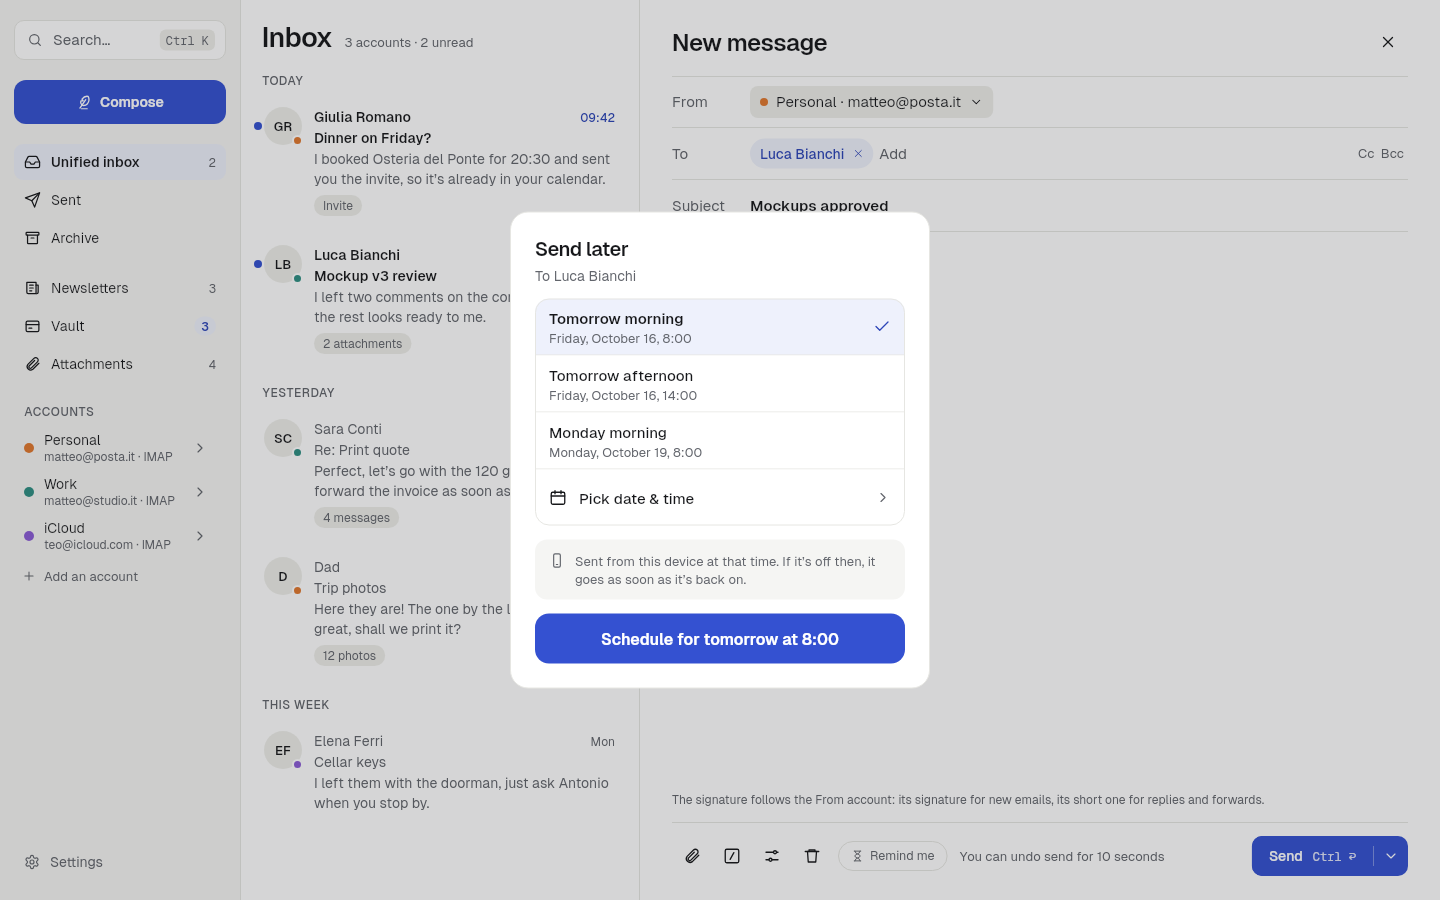 Search...
Ctrl K
Compose
Unified inbox
2
Sent
Archive
Newsletters
3
Vault
3
Attachments
4
ACCOUNTS
Personal
matteo@posta.it · IMAP
Work
matteo@studio.it · IMAP
iCloud
teo@icloud.com · IMAP
Add an account
Settings
Inbox
3 accounts · 2 unread
TODAY
GR
Giulia Romano
09:42
Dinner on Friday?
I booked Osteria del Ponte for 20:30 and sent
you the invite, so it's already in your calendar.
Invite
LB
Luca Bianchi
Mockup v3 review
I left two comments on the
the rest looks ready to me.
2 attachments
YESTERDAY
SC
Sara Conti
Re: Print quote
Perfect, let's go with the 120
forward the invoice as soon as
4 messages
D
Dad
Trip photos
Here they are! The one by the
great, shall we print it?
12 photos
THIS WEEK
EF
Elena Ferri
Mon
Cellar keys
I left them with the doorman, just ask Antonio
when you stop by.
New message
From
Personal · matteo@posta.it
To
Luca Bianchi
Add
Cc Bcc
Subject
Mockups approved
Send later
To Luca Bianchi
Tomorrow morning
Friday, October 16, 8:00
Tomorrow afternoon
Friday, October 16, 14:00
Monday morning
Monday, October 19, 8:00
Pick date & time
Sent from this device at that time. If it's off then, it
goes as soon as it's back on.
Schedule for tomorrow at 8:00
The signature follows the From account: its signature for new emails, its short one for replies and forwards.
Remind me
You can undo send for 10 seconds
Send Ctrl